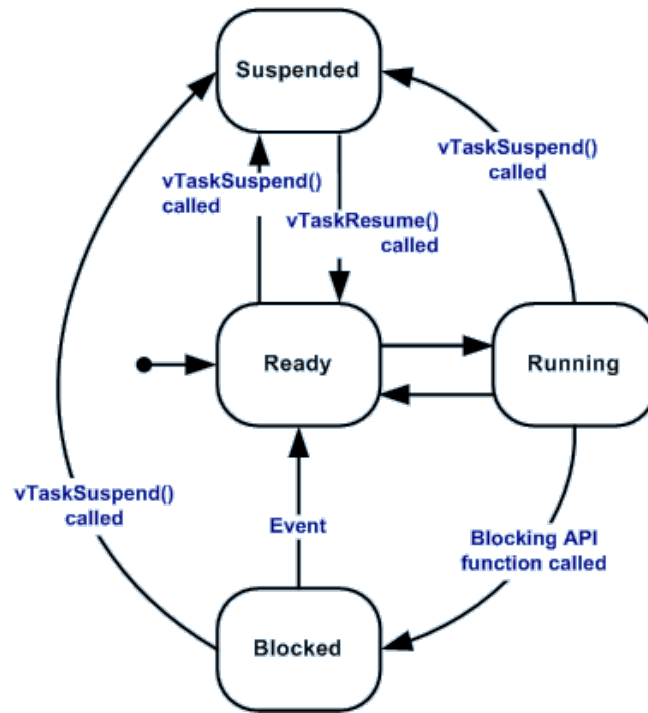 Suspended
vTaskSuspend()
called
vTaskSuspend()
called
vTaskResume()
called
Ready
Running
vTaskSuspend()
called
Event
Blocking API
function called
Blocked